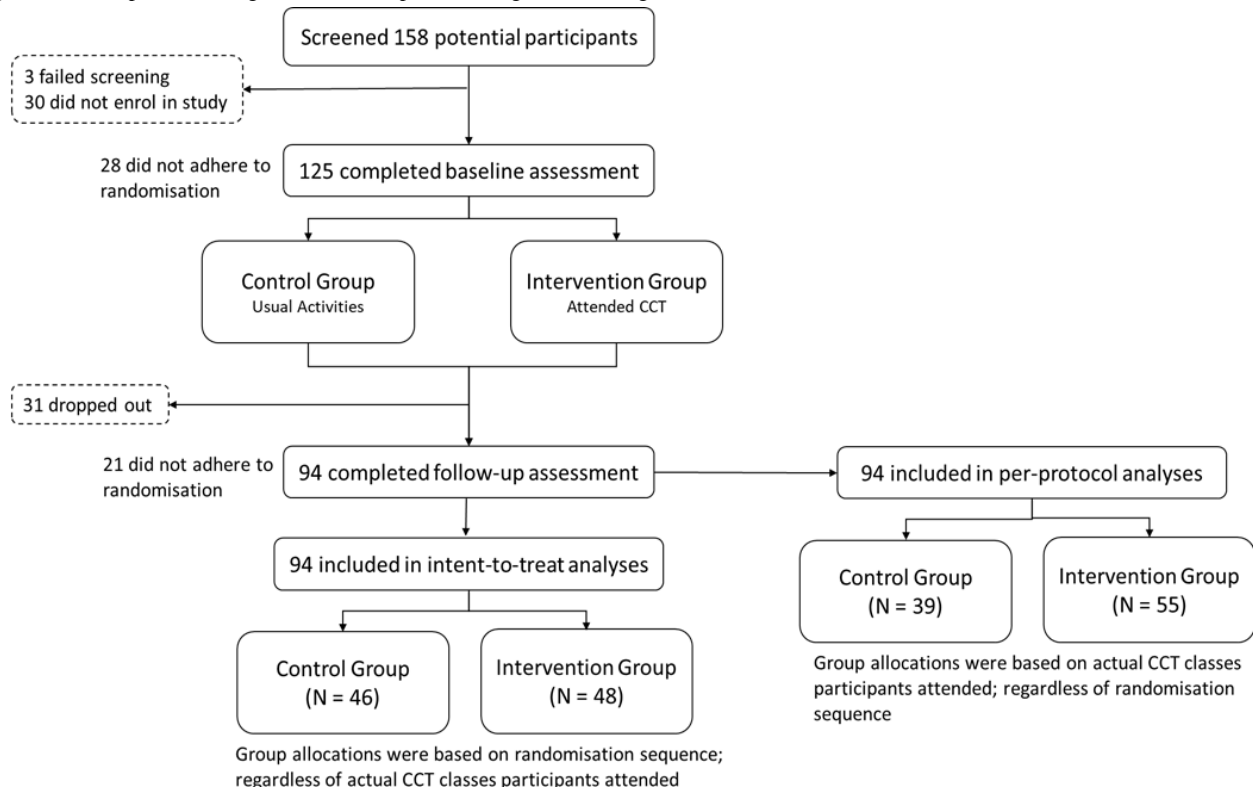 Screened 158 potential participants
3 failed screening
30 did not enrol in study
28 did not adhere to
randomisation
125 completed baseline assessment
Control Group
Usual Activities
Intervention Group
Attended CCT
31 dropped out
21 did not adhere to
randomisation
94 completed follow-up assessment
94 included in per-protocol analyses
94 included in intent-to-treat analyses
Control Group
(N = 39)
Intervention Group
(N = 55)
Control Group
(N = 46)
Intervention Group
(N = 48)
Group allocations were based on actual CCT classes
participants attended; regardless of randomisation
sequence
Group allocations were based on randomisation sequence;
regardless of actual CCT classes participants attended